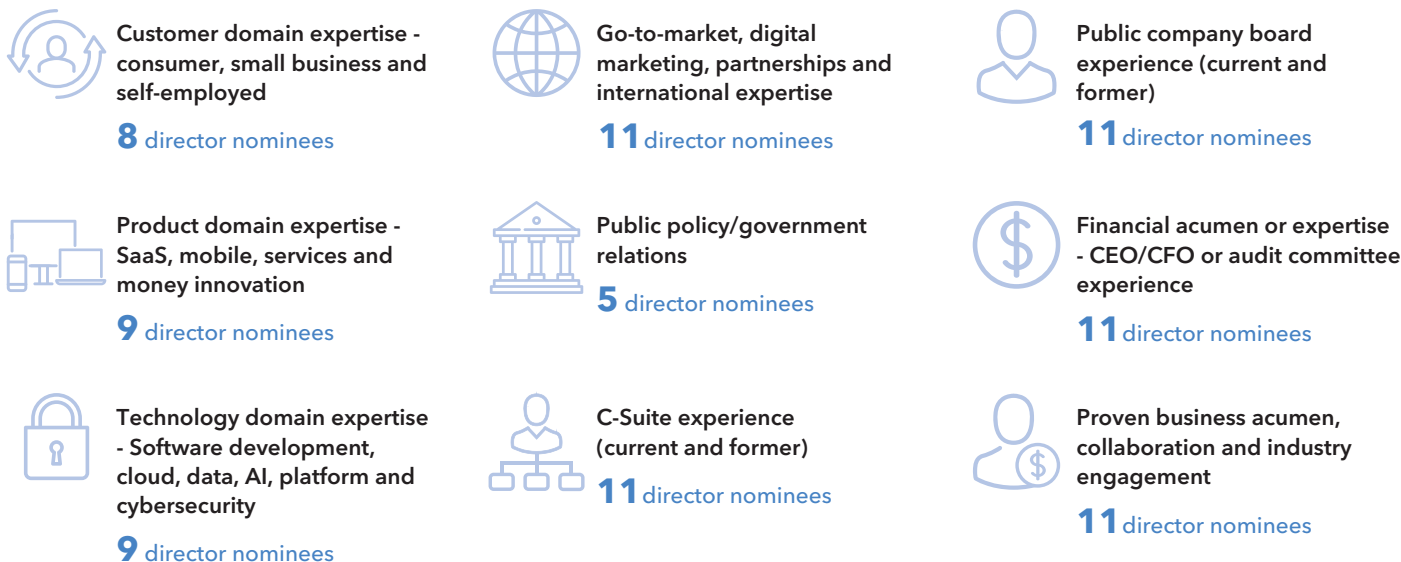 Customer domain expertise -
consumer, small business and
self-employed
8 director nominees
Go-to-market, digital
marketing, partnerships and
international expertise
11 director nominees
Public company board
experience (current and
former)
11 director nominees
Product domain expertise -
SaaS, mobile, services and
money innovation
9 director nominees
Public policy/government
relations
5 director nominees
Financial acumen or expertise
- CEO/CFO or audit committee
experience
11 director nominees
Technology domain expertise
- Software development,
cloud, data, AI, platform and
cybersecurity
9 director nominees
C-Suite experience
(current and former)
11 director nominees
Proven business acumen,
collaboration and industry
engagement
11 director nominees